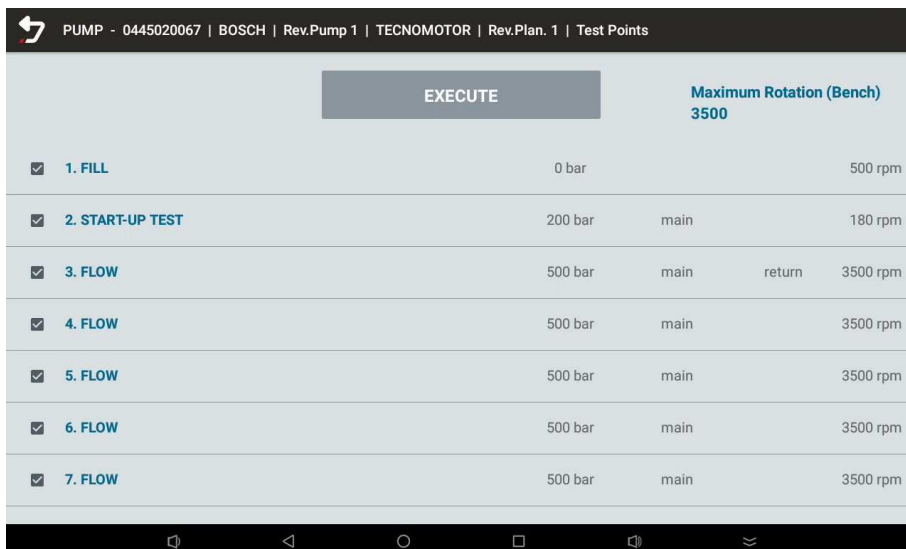 PUMP - 0445020067 | BOSCH | Rev.Pump 1 | TECNOMOTOR | Rev.Plan. 1 | Test Points
EXECUTE
Maximum Rotation (Bench)
3500
1. FILL 0 bar 500 rpm
2. START-UP TEST 200 bar main 180 rpm
3. FLOW 500 bar main return 3500 rpm
4. FLOW 500 bar main 3500 rpm
5. FLOW 500 bar main 3500 rpm
6. FLOW 500 bar main 3500 rpm
7. FLOW 500 bar main 3500 rpm